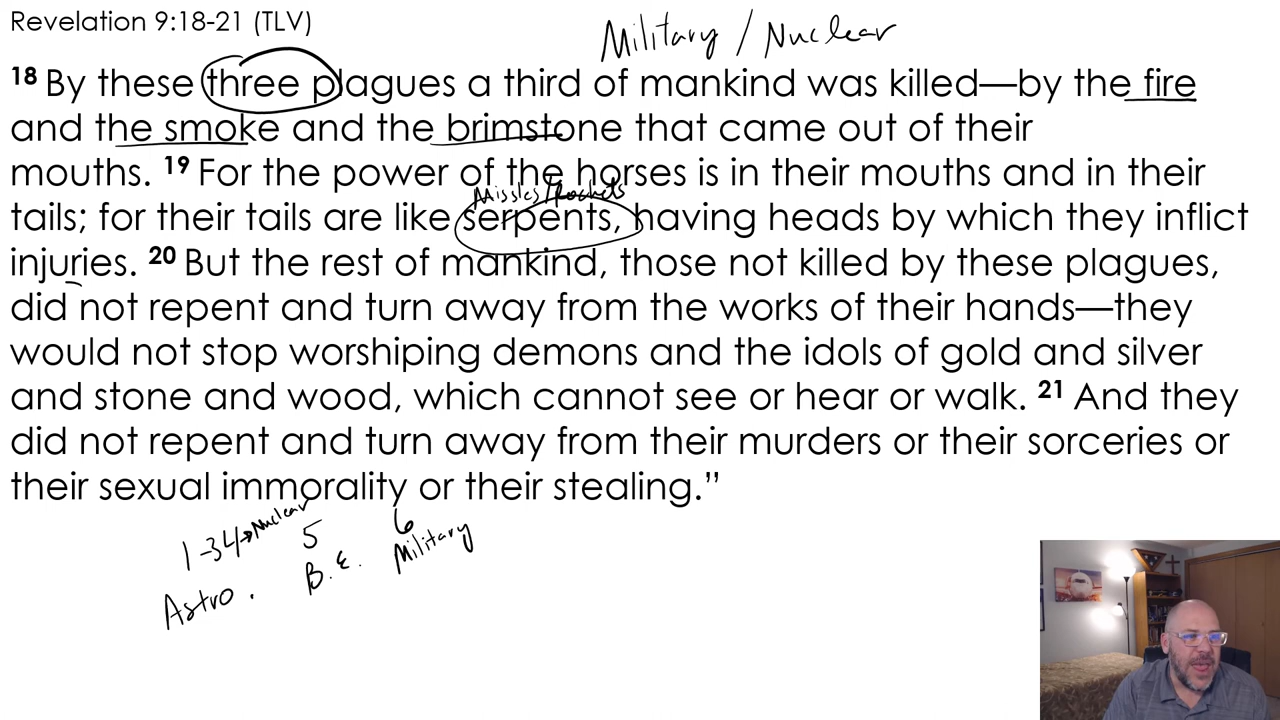 Revelation 9:18-21 (TLV)
Military / Nuclear
18 By these three plagues a third of mankind was killed—by the fire
and the smoke and the brimstone that came out of their
mouths. 19 For the power of the horses is in their mouths and in their
Missles/Rockets
tails; for their tails are like serpents, having heads by which they inflict
injuries. 20 But the rest of mankind, those not killed by these plagues,
did not repent and turn away from the works of their hands—they
would not stop worshiping demons and the idols of gold and silver
and stone and wood, which cannot see or hear or walk. 21 And they
did not repent and turn away from their murders or their sorceries or
their sexual immorality or their stealing.”
1-34→Nuclear 5 6
Astro. B.E. Military